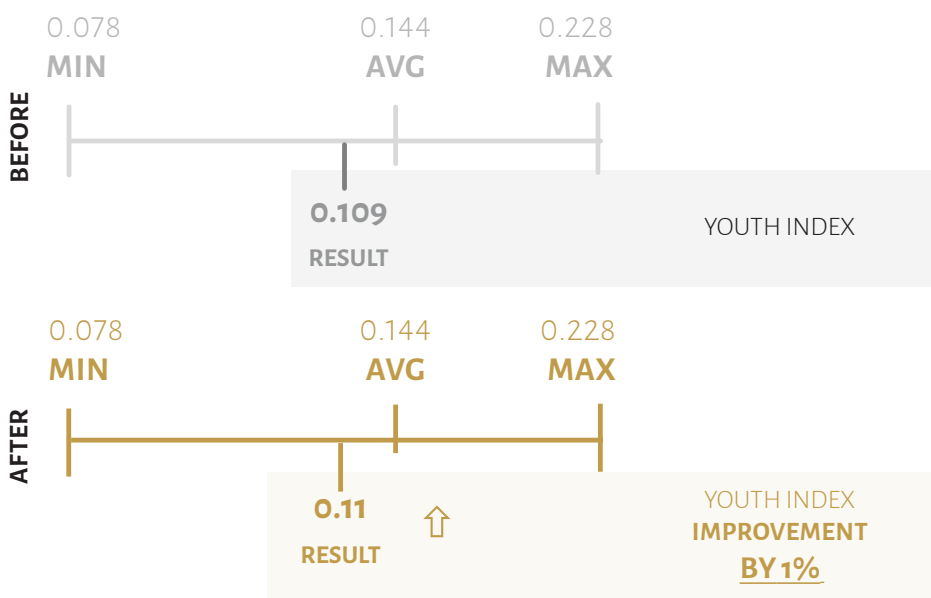 0.078 0.144 0.228
MIN AVG MAX
BEFORE
0.109
RESULT
YOUTH INDEX
0.078 0.144 0.228
MIN AVG MAX
AFTER
0.11
RESULT
YOUTH INDEX
IMPROVEMENT
BY 1%